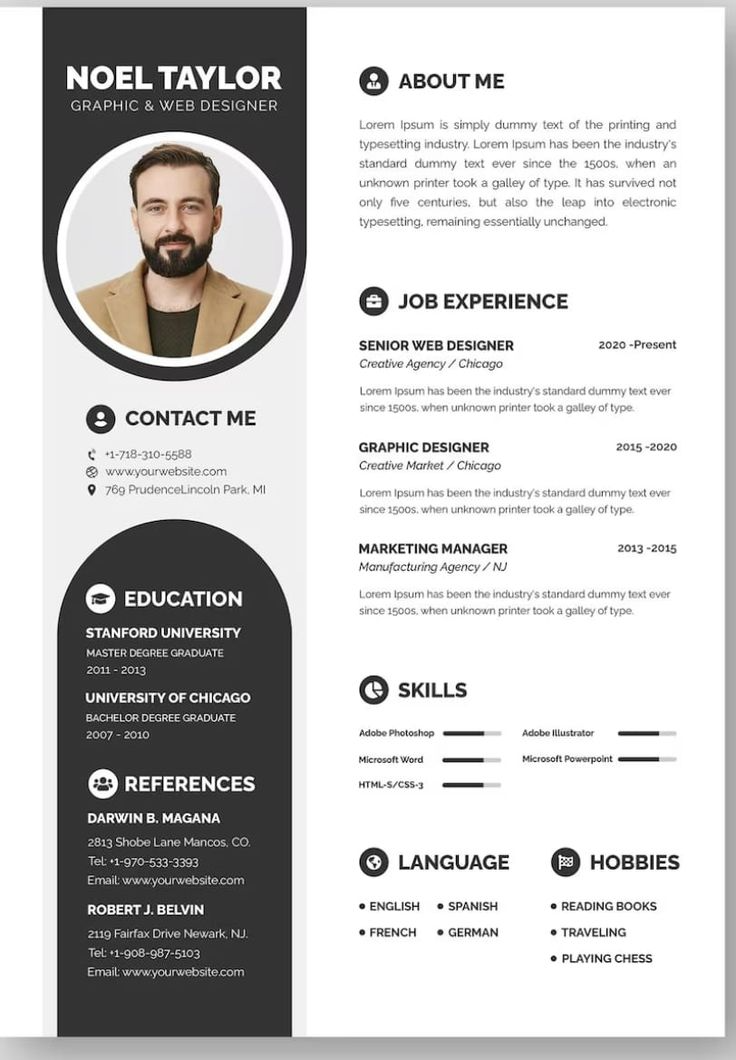 NOEL TAYLOR
GRAPHIC & WEB DESIGNER
CONTACT ME
+1-718-310-5588
www.yourwebsite.com
769 PrudenceLincoln Park, MI
EDUCATION
STANFORD UNIVERSITY
MASTER DEGREE GRADUATE
2011 - 2013
UNIVERSITY OF CHICAGO
BACHELOR DEGREE GRADUATE
2007 - 2010
REFERENCES
DARWIN B. MAGANA
2813 Shobe Lane Mancos, CO.
Tel: +1-970-533-3393
Email: www.yourwebsite.com
ROBERT J. BELVIN
2119 Fairfax Drive Newark, NJ.
Tel: +1-908-987-5103
Email: www.yourwebsite.com
ABOUT ME
Lorem Ipsum is simply dummy text of the printing and
typesetting industry. Lorem Ipsum has been the industry's
standard dummy text ever since the 1500s, when an
unknown printer took a galley of type. It has survived not
only five centuries, but also the leap into electronic
typesetting, remaining essentially unchanged.
JOB EXPERIENCE
SENIOR WEB DESIGNER 2020 -Present
Creative Agency / Chicago
Lorem Ipsum has been the industry's standard dummy text ever
since 1500s, when unknown printer took a galley of type.
GRAPHIC DESIGNER 2015 -2020
Creative Market / Chicago
Lorem Ipsum has been the industry's standard dummy text ever
since 1500s, when unknown printer took a galley of type.
MARKETING MANAGER 2013 -2015
Manufacturing Agency / NJ
Lorem Ipsum has been the industry's standard dummy text ever
since 1500s, when unknown printer took a galley of type.
SKILLS
Adobe Photoshop Adobe Illustrator
Microsoft Word Microsoft Powerpoint
HTML-5/CSS-3
LANGUAGE
ENGLISH SPANISH
FRENCH GERMAN
HOBBIES
READING BOOKS
TRAVELING
PLAYING CHESS